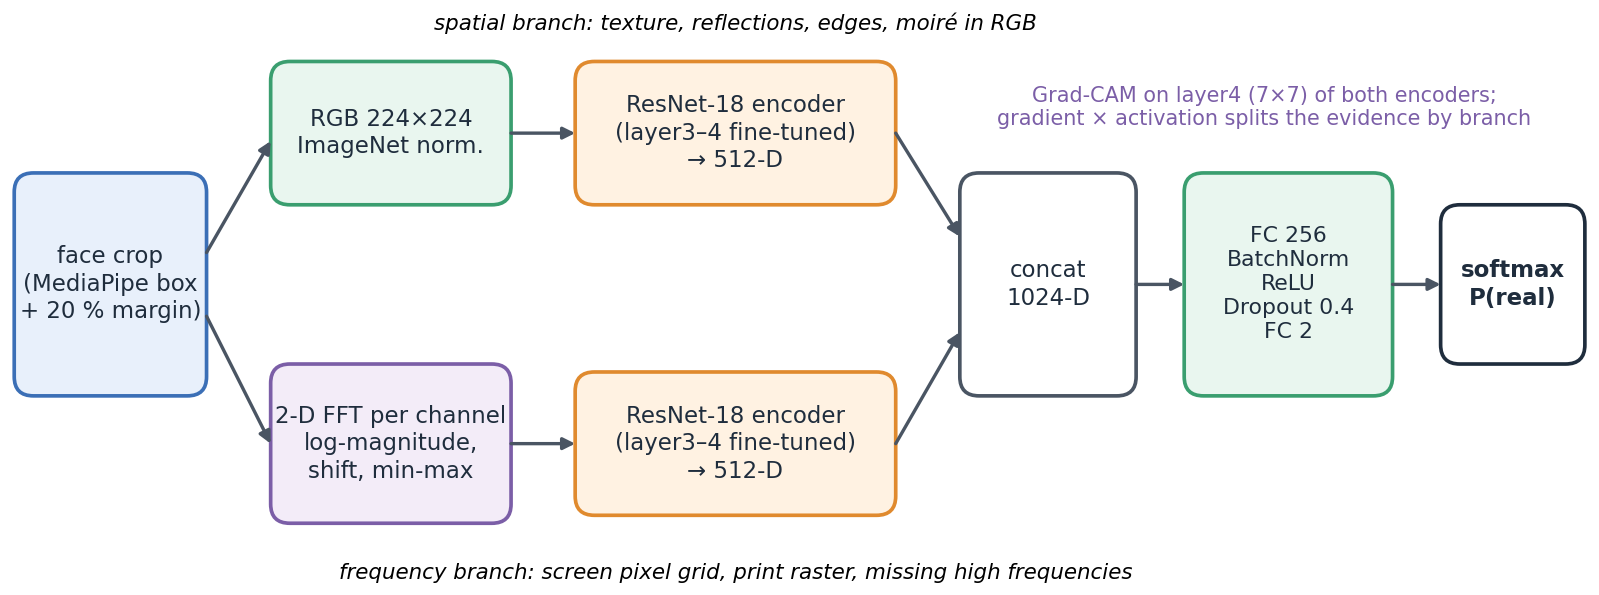 spatial branch: texture, reflections, edges, moiré in RGB
RGB 224×224
ImageNet norm.
ResNet-18 encoder
(layer3–4 fine-tuned)
→ 512-D
Grad-CAM on layer4 (7×7) of both encoders;
gradient × activation splits the evidence by branch
face crop
(MediaPipe box
+ 20 % margin)
concat
1024-D
FC 256
BatchNorm
ReLU
Dropout 0.4
FC 2
softmax
P(real)
2-D FFT per channel
log-magnitude,
shift, min-max
ResNet-18 encoder
(layer3–4 fine-tuned)
→ 512-D
frequency branch: screen pixel grid, print raster, missing high frequencies